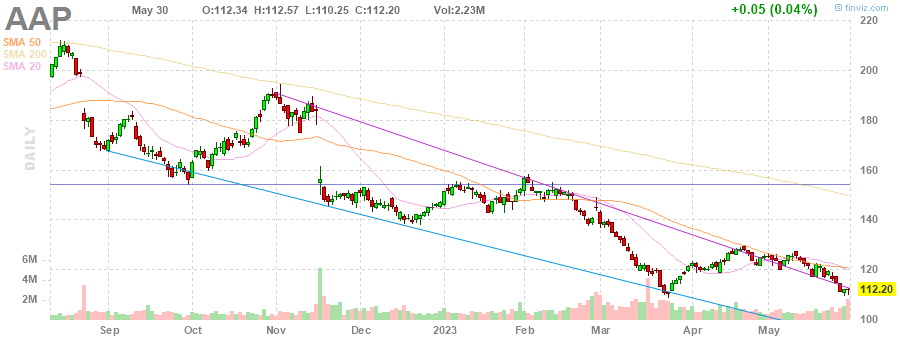 AAP May 30 O:112.34 H:112.57 L:110.25 C:112.20 Vol:2.23M +0.05 (0.04%) © finviz.com
SMA 50
SMA 200
SMA 20
DAILY
220
200
180
160
140
120
112.20
100
6M
4M
2M
Sep Oct Nov Dec 2023 Feb Mar Apr May